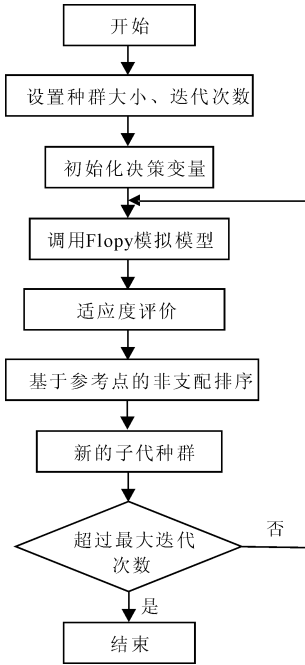 开始
设置种群大小、迭代次数
初始化决策变量
调用Flopy模拟模型
适应度评价
基于参考点的非支配排序
新的子代种群
超过最大迭代
次数
否
是
结束